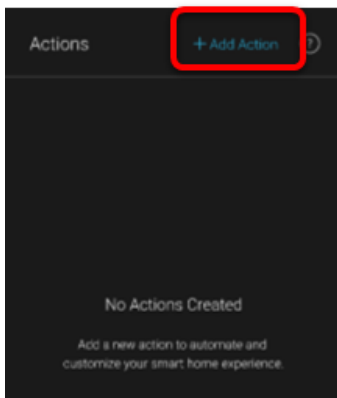 Actions
+ Add Action
?
No Actions Created
Add a new action to automate and
customize your smart home experience.